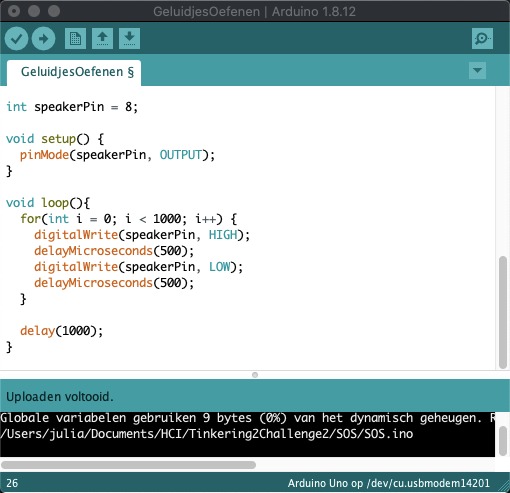 GeluidjesOefenen | Arduino 1.8.12
GeluidjesOefenen §
int speakerPin = 8;
void setup() {
  pinMode(speakerPin, OUTPUT);
}
void loop(){
  for(int i = 0; i < 1000; i++) {
    digitalWrite(speakerPin, HIGH);
    delayMicroseconds(500);
    digitalWrite(speakerPin, LOW);
    delayMicroseconds(500);
  }
  delay(1000);
}
Uploaden voltooid.
Globale variabelen gebruiken 9 bytes (0%) van het dynamisch geheugen. R
/Users/julia/Documents/HCI/Tinkering2Challenge2/SOS/SOS.ino
26
Arduino Uno op /dev/cu.usbmodem14201